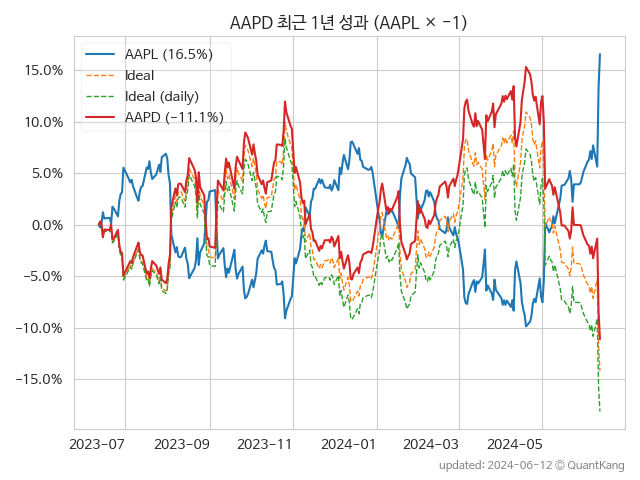 AAPD 최근 1년 성과 (AAPL × −1)
AAPL (16.5%)
Ideal
Ideal (daily)
AAPD (−11.1%)
15.0%
10.0%
5.0%
0.0%
−5.0%
−10.0%
−15.0%
2023-07
2023-09
2023-11
2024-01
2024-03
2024-05
updated: 2024-06-12 © QuantKang